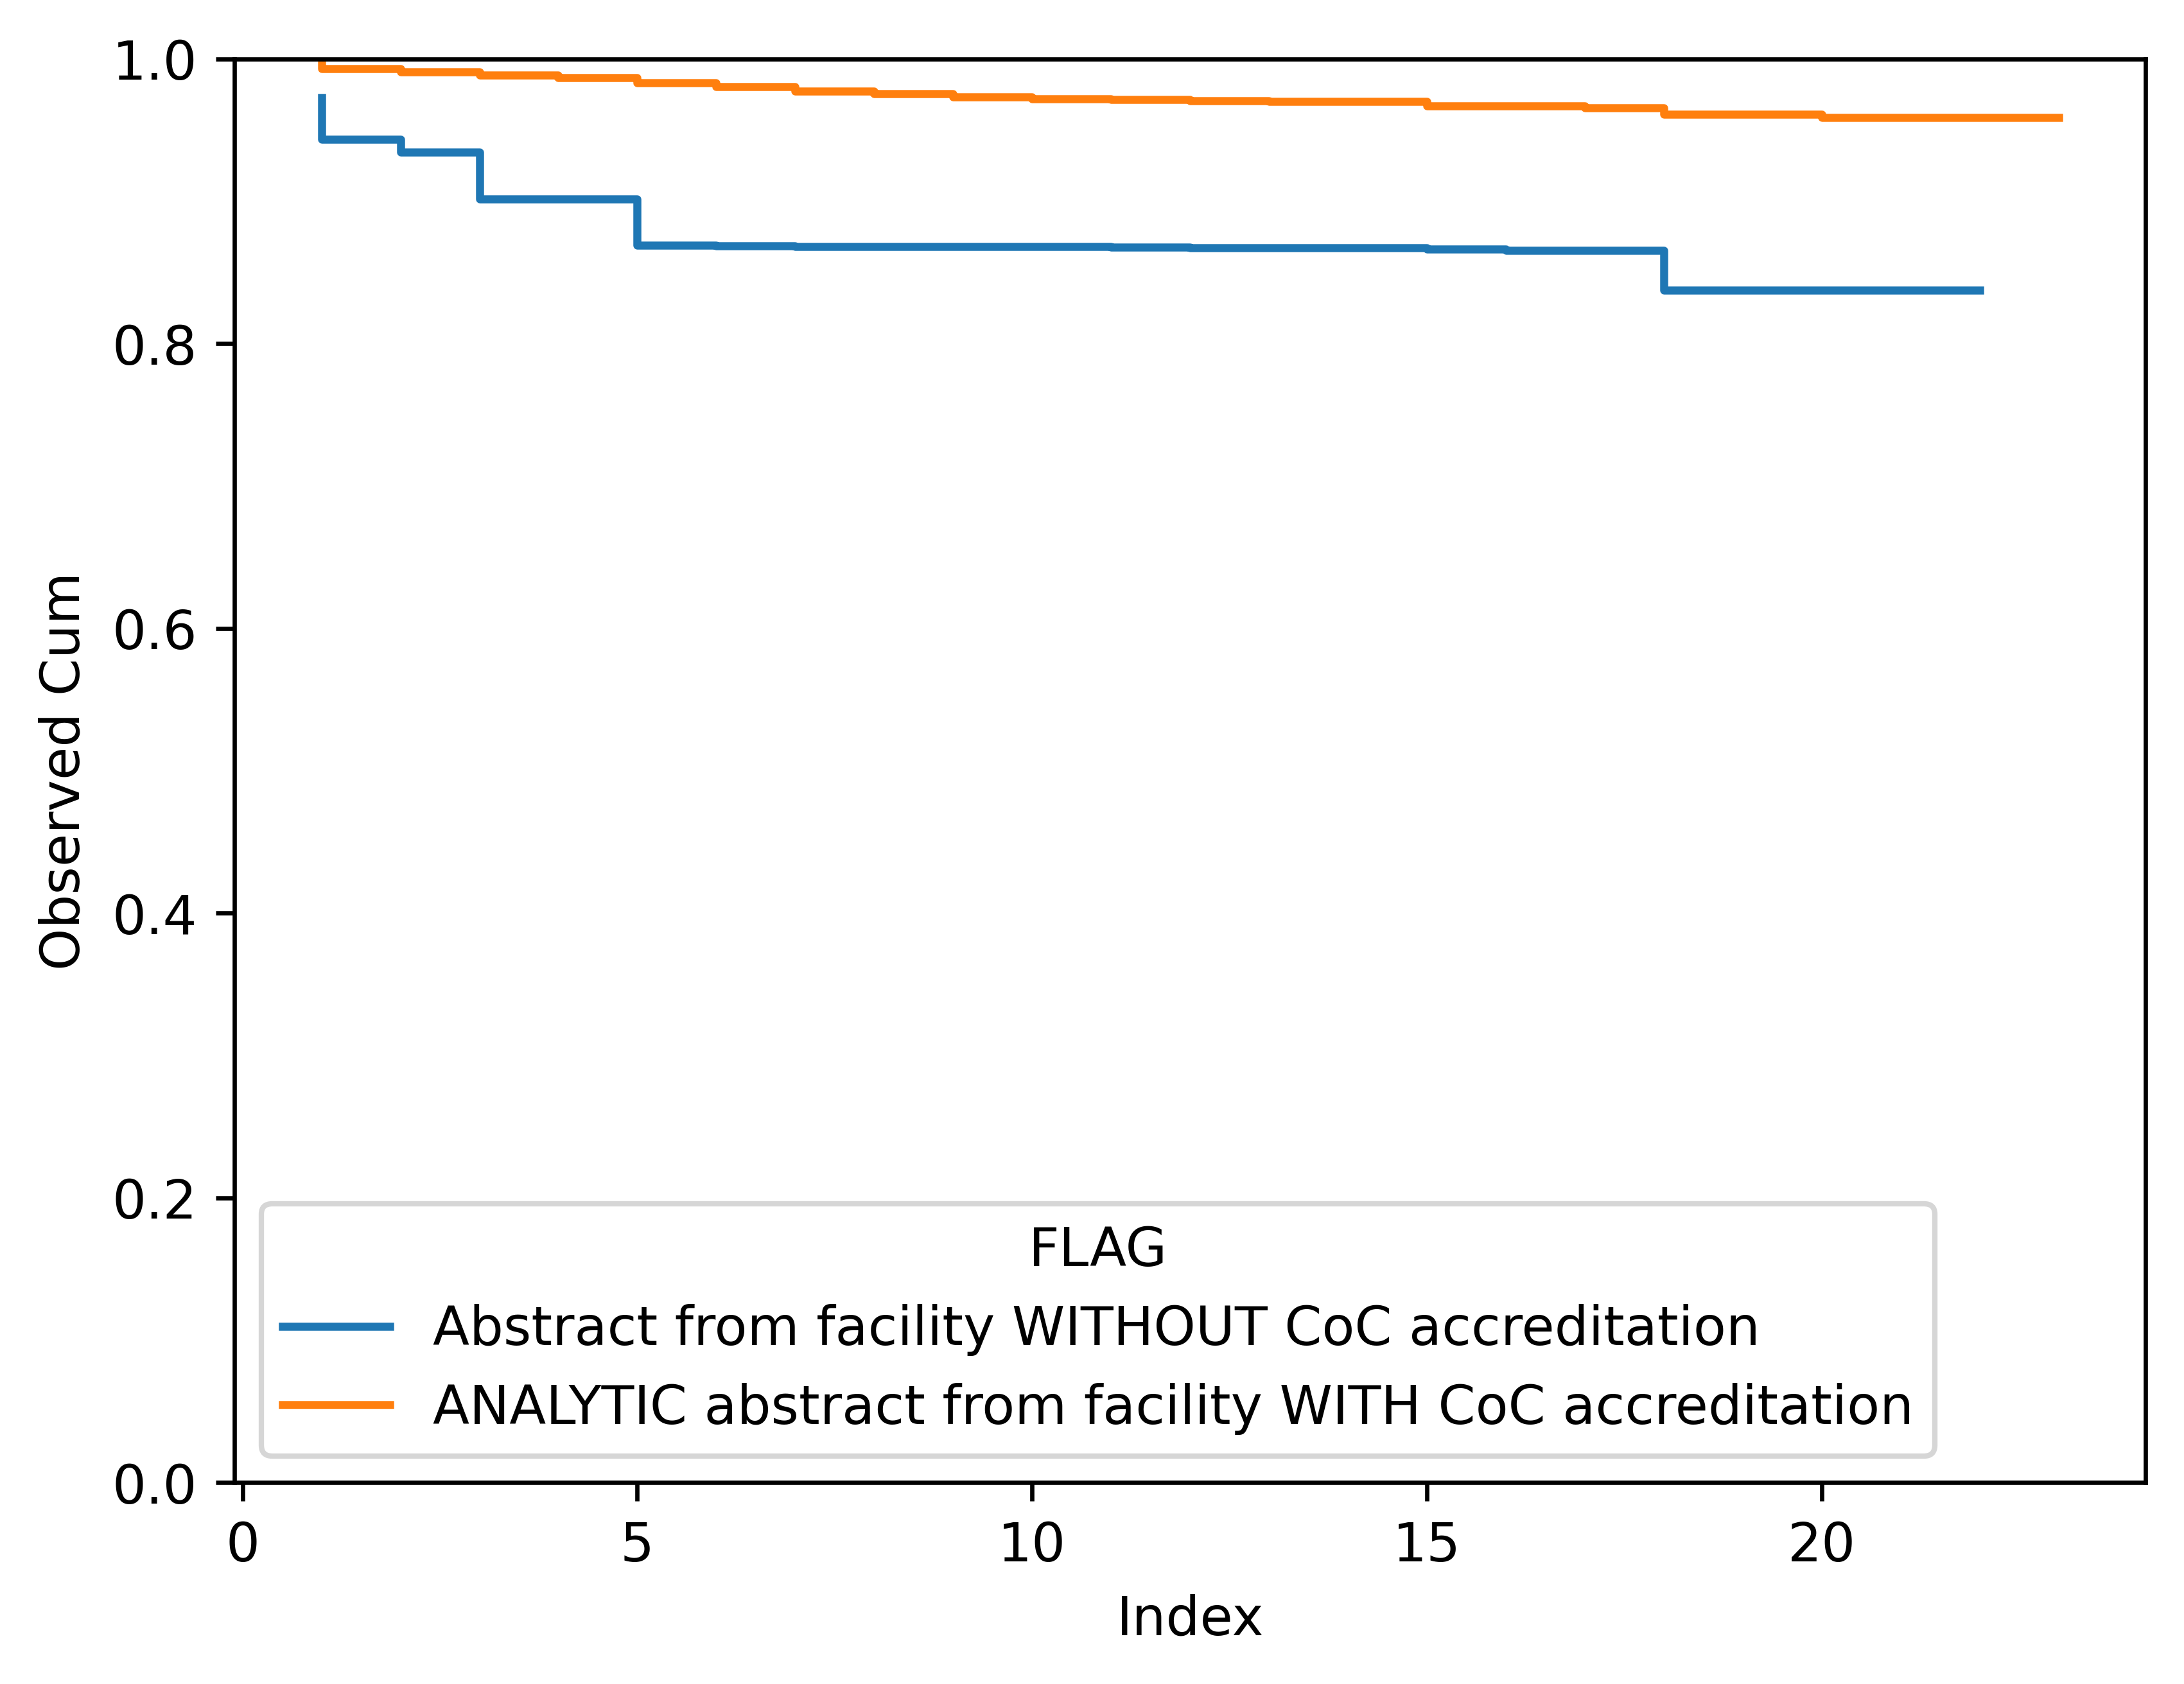 1.0
0.8
0.6
0.4
0.2
0.0
Observed Cum
FLAG
Abstract from facility WITHOUT CoC accreditation
ANALYTIC abstract from facility WITH CoC accreditation
0 5 10 15 20
Index